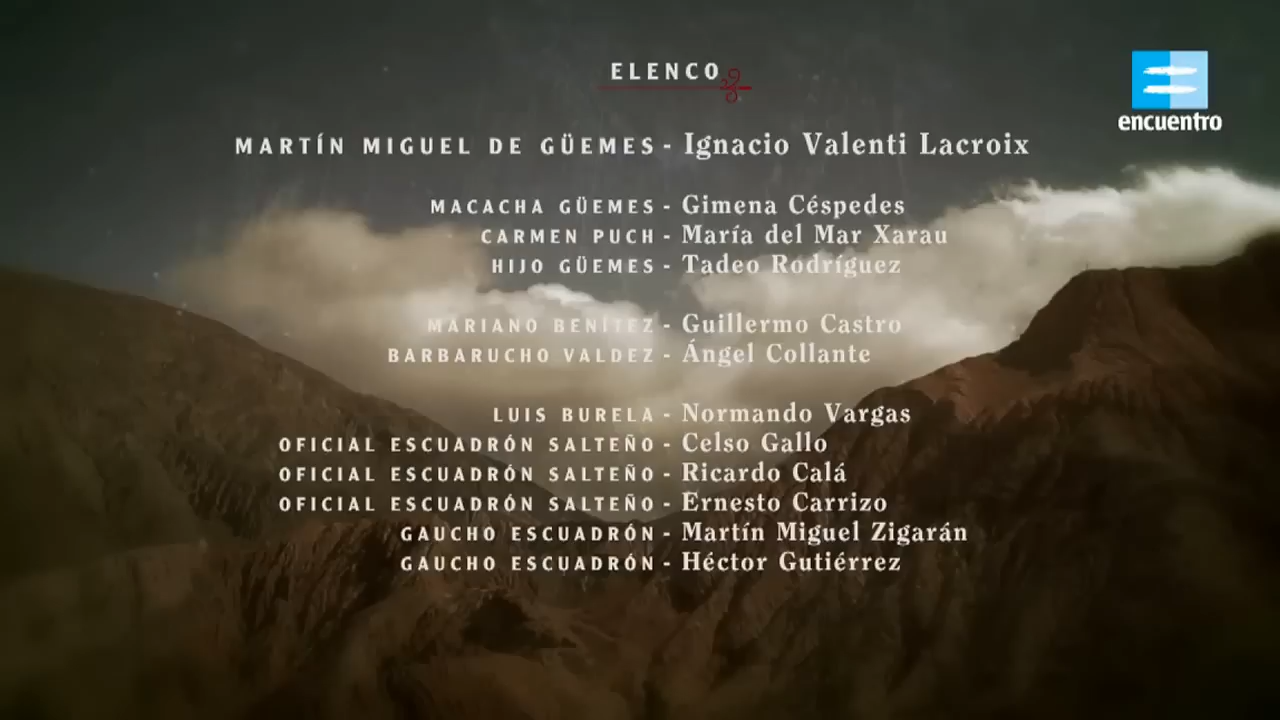 ELENCO
encuentro
MARTÍN MIGUEL DE GÜEMES - Ignacio Valenti Lacroix
MACACHA GÜEMES - Gimena Céspedes
CARMEN PUCH - María del Mar Xarau
HIJO GÜEMES - Tadeo Rodríguez
MARIANO BENÍTEZ - Guillermo Castro
BARBARUCHO VALDEZ - Ángel Collante
LUIS BURELA - Normando Vargas
OFICIAL ESCUADRÓN SALTEÑO - Celso Gallo
OFICIAL ESCUADRÓN SALTEÑO - Ricardo Calá
OFICIAL ESCUADRÓN SALTEÑO - Ernesto Carrizo
GAUCHO ESCUADRÓN - Martín Miguel Zigarán
GAUCHO ESCUADRÓN - Héctor Gutiérrez